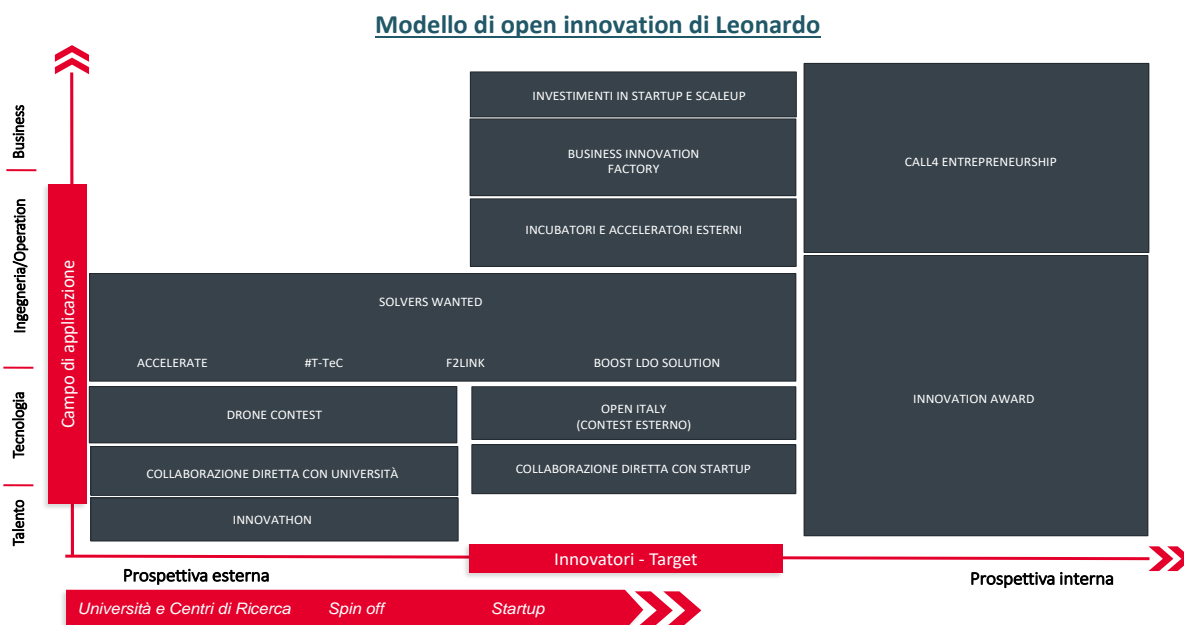 Modello di open innovation di Leonardo
Business
Ingegneria/Operation
Tecnologia
Talento
Campo di applicazione
INVESTIMENTI IN STARTUP E SCALEUP
BUSINESS INNOVATION
FACTORY
INCUBATORI E ACCELERATORI ESTERNI
CALL4 ENTREPRENEURSHIP
SOLVERS WANTED
ACCELERATE #T-TeC F2LINK BOOST LDO SOLUTION
DRONE CONTEST
OPEN ITALY
(CONTEST ESTERNO)
INNOVATION AWARD
COLLABORAZIONE DIRETTA CON UNIVERSITÀ
COLLABORAZIONE DIRETTA CON STARTUP
INNOVATHON
Innovatori - Target
Prospettiva esterna
Prospettiva interna
Università e Centri di Ricerca Spin off Startup